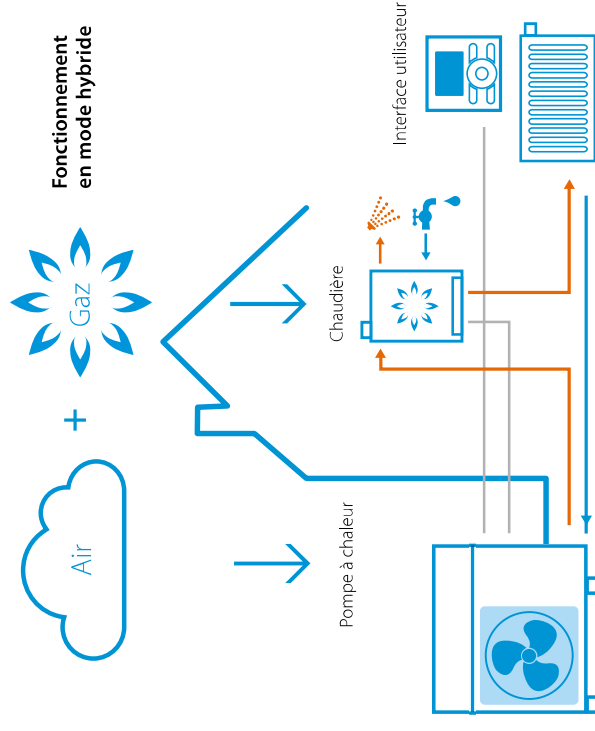 Fonctionnement
en mode hybride
Air
+
Gaz
Pompe à chaleur
Chaudière
Interface utilisateur